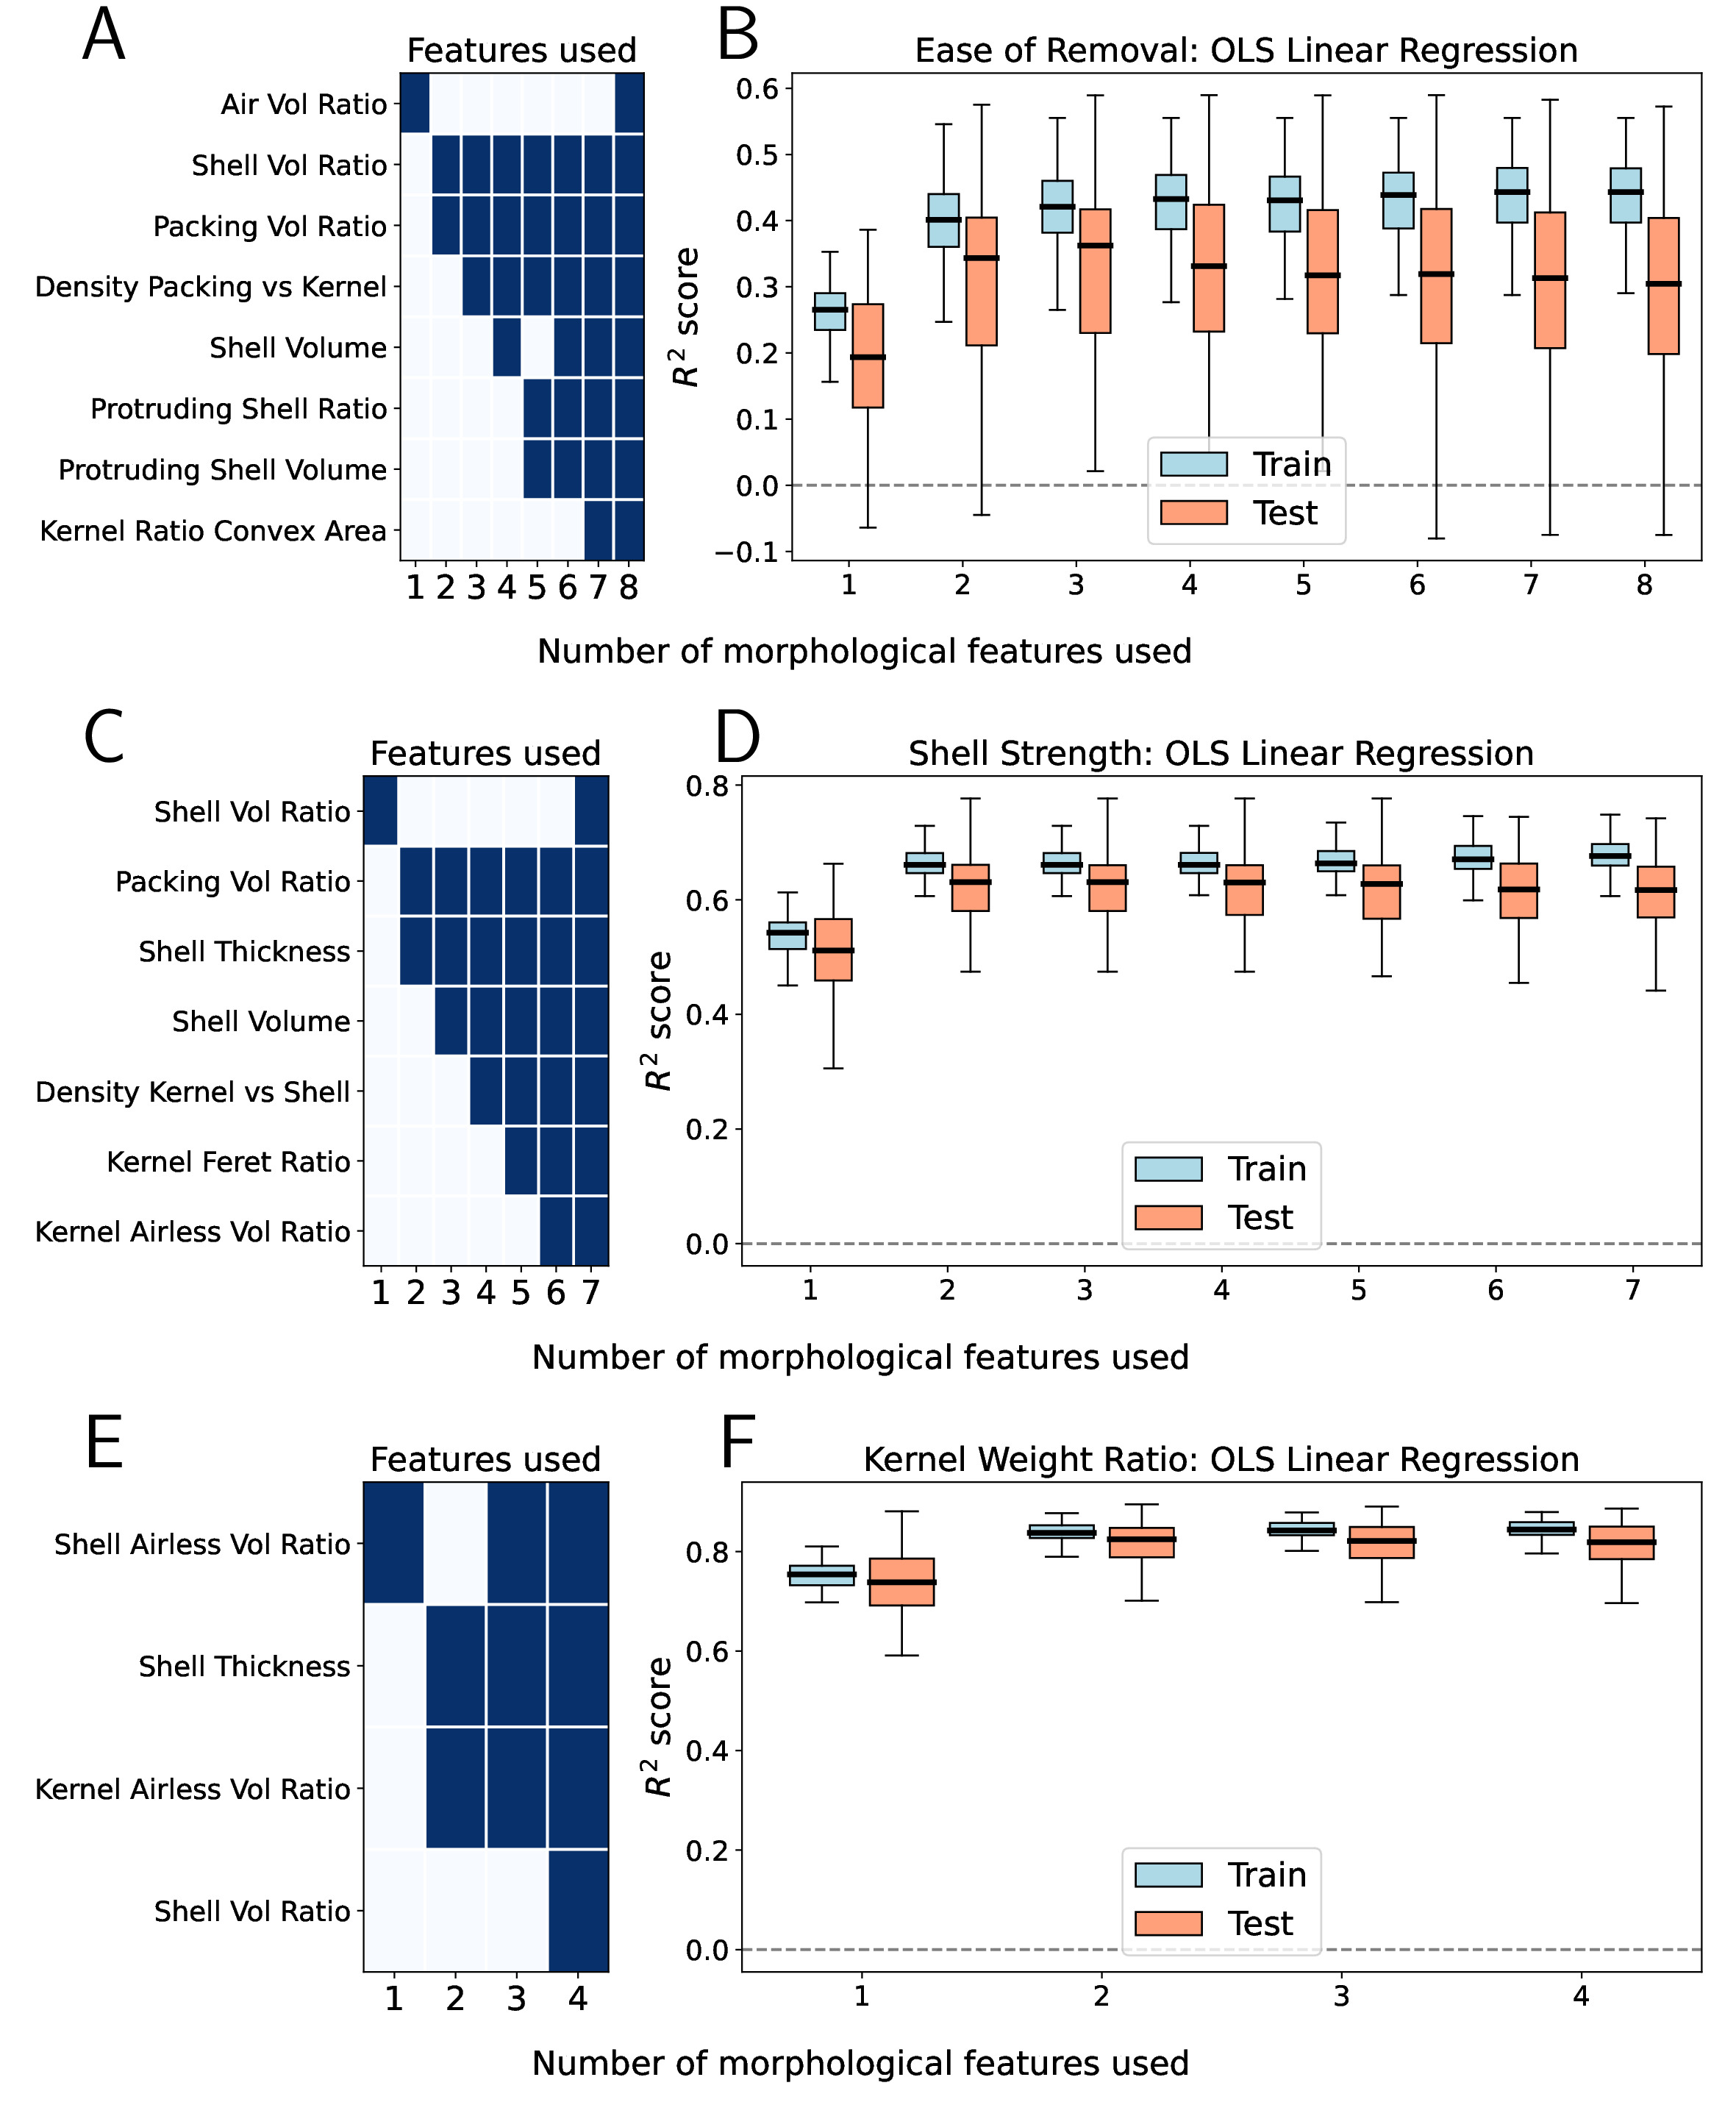 A
Features used
Air Vol Ratio
Shell Vol Ratio
Packing Vol Ratio
Density Packing vs Kernel
Shell Volume
Protruding Shell Ratio
Protruding Shell Volume
Kernel Ratio Convex Area
1 2 3 4 5 6 7 8
B
Ease of Removal: OLS Linear Regression
R² score
0.6
0.5
0.4
0.3
0.2
0.1
0.0
−0.1
Train
Test
1 2 3 4 5 6 7 8
Number of morphological features used
C
Features used
Shell Vol Ratio
Packing Vol Ratio
Shell Thickness
Shell Volume
Density Kernel vs Shell
Kernel Feret Ratio
Kernel Airless Vol Ratio
1 2 3 4 5 6 7
D
Shell Strength: OLS Linear Regression
R² score
0.8
0.6
0.4
0.2
0.0
Train
Test
1 2 3 4 5 6 7
Number of morphological features used
E
Features used
Shell Airless Vol Ratio
Shell Thickness
Kernel Airless Vol Ratio
Shell Vol Ratio
1 2 3 4
F
Kernel Weight Ratio: OLS Linear Regression
R² score
0.8
0.6
0.4
0.2
0.0
Train
Test
1 2 3 4
Number of morphological features used